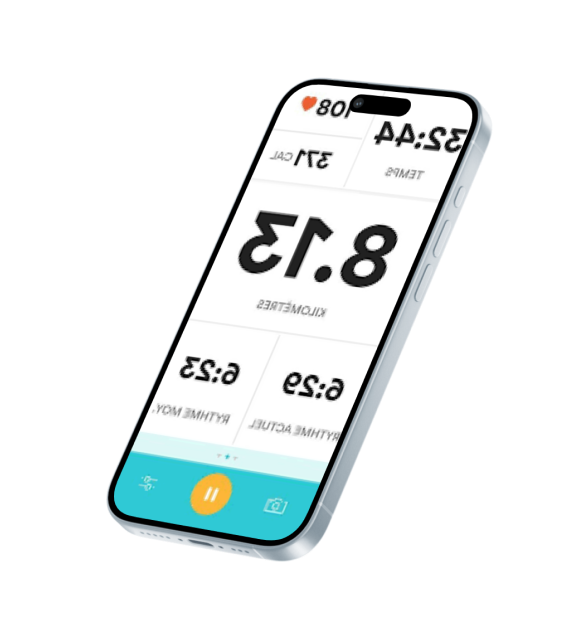 32:44
TEMPS
108
371 CAL
8.13
KILOMÈTRES
6:29
RYTHME ACTUEL
6:23
RYTHME MOY.